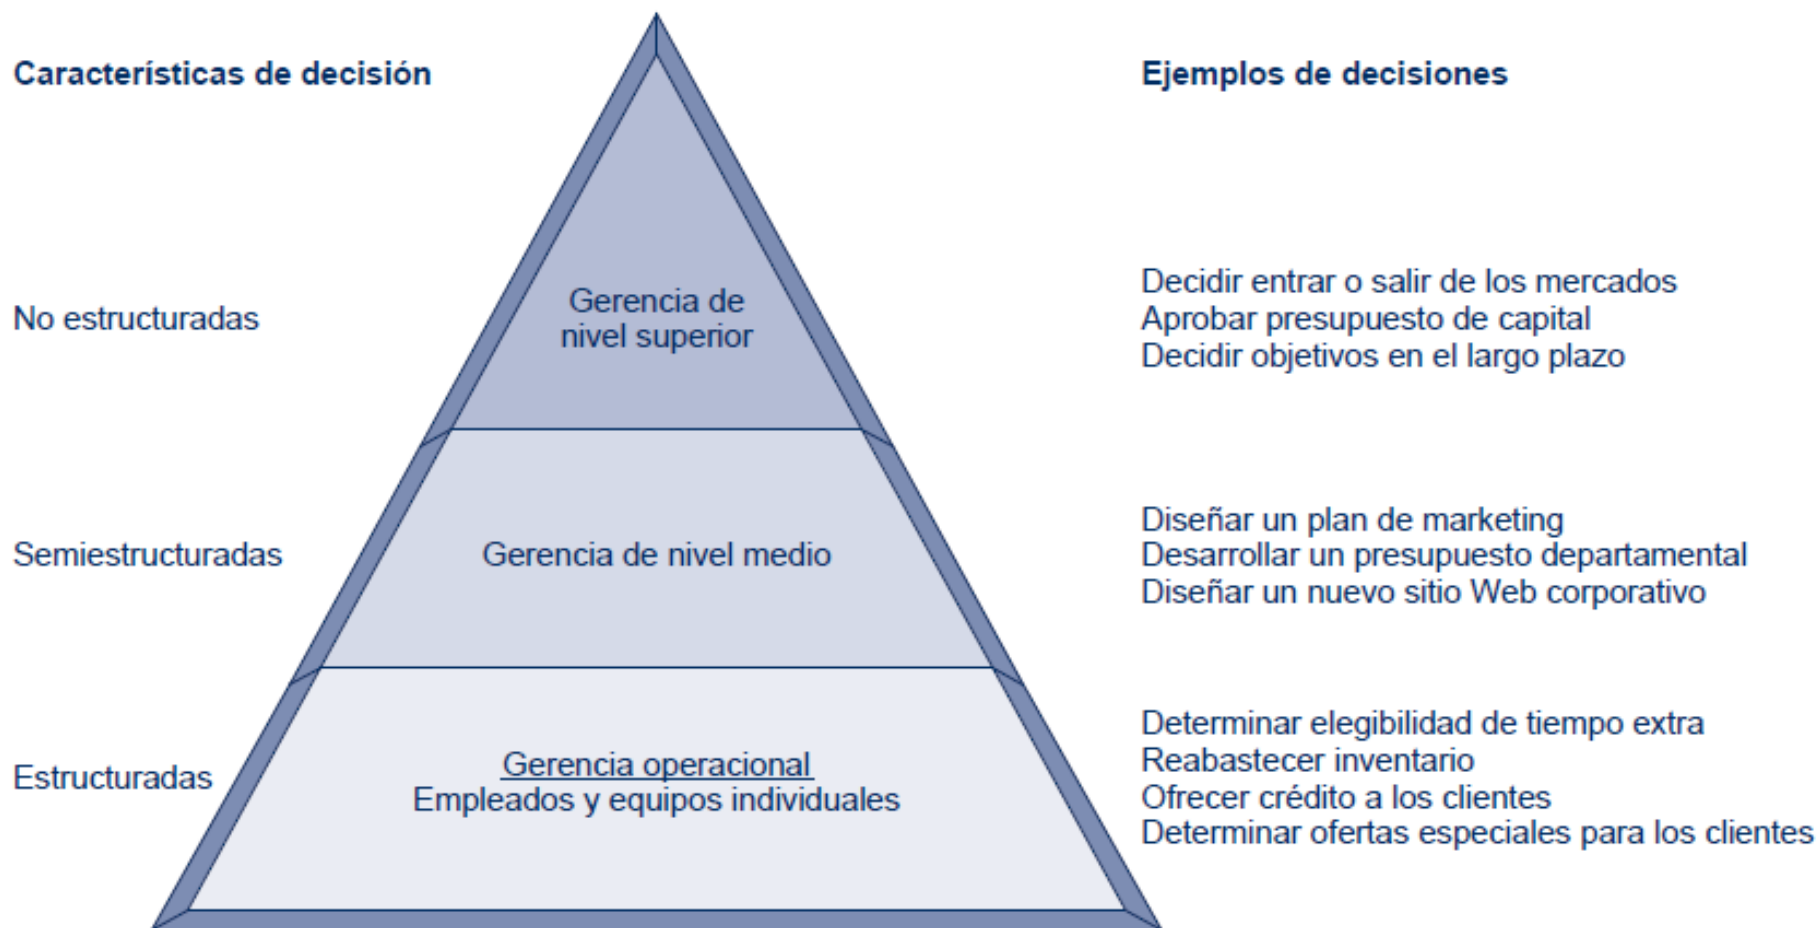 Características de decisión
Ejemplos de decisiones
No estructuradas
Gerencia de
nivel superior
Decidir entrar o salir de los mercados
Aprobar presupuesto de capital
Decidir objetivos en el largo plazo
Semiestructuradas
Gerencia de nivel medio
Diseñar un plan de marketing
Desarrollar un presupuesto departamental
Diseñar un nuevo sitio Web corporativo
Estructuradas
Gerencia operacional
Empleados y equipos individuales
Determinar elegibilidad de tiempo extra
Reabastecer inventario
Ofrecer crédito a los clientes
Determinar ofertas especiales para los clientes